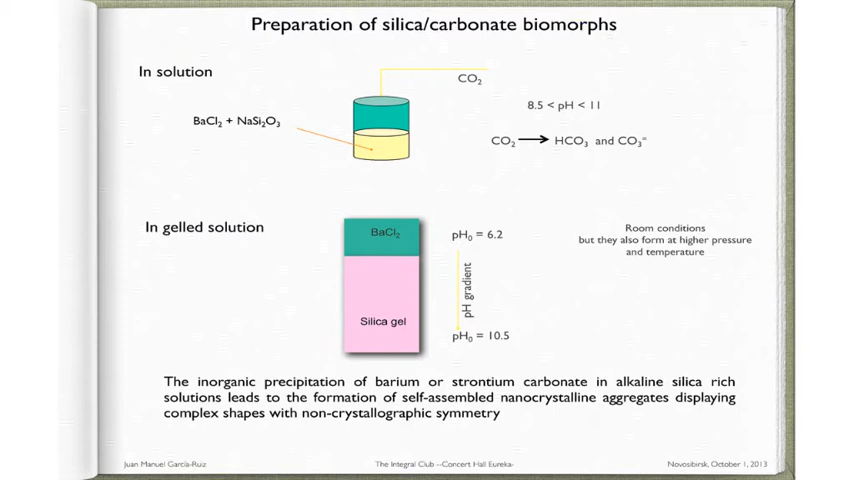 Preparation of silica/carbonate biomorphs
In solution
CO₂
8.5 < pH < 11
BaCl₂ + NaSi₂O₃
CO₂ → HCO₃ and CO₃⁼
In gelled solution
BaCl₂
pH₀ = 6.2
Room conditions
but they also form at higher pressure
and temperature
pH gradient
Silica gel
pH₀ = 10.5
The inorganic precipitation of barium or strontium carbonate in alkaline silica rich
solutions leads to the formation of self-assembled nanocrystalline aggregates displaying
complex shapes with non-crystallographic symmetry
Juan Manuel García-Ruiz
The Integral Club --Concert Hall Eureka-
Novosibirsk, October 1, 2013